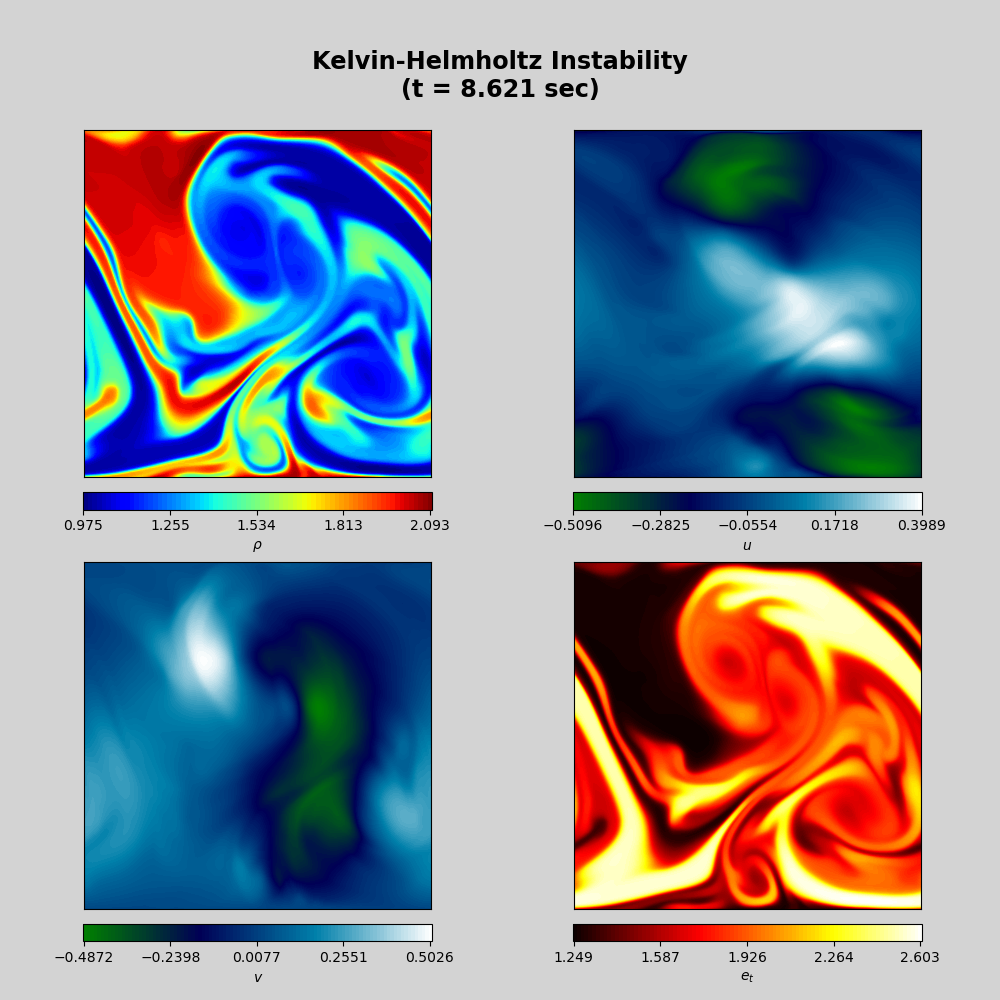 Kelvin-Helmholtz Instability
(t = 8.621 sec)
0.975 1.255 1.534 1.813 2.093
ρ
−0.5096 −0.2825 −0.0554 0.1718 0.3989
u
−0.4872 −0.2398 0.0077 0.2551 0.5026
v
1.249 1.587 1.926 2.264 2.603
eₜ